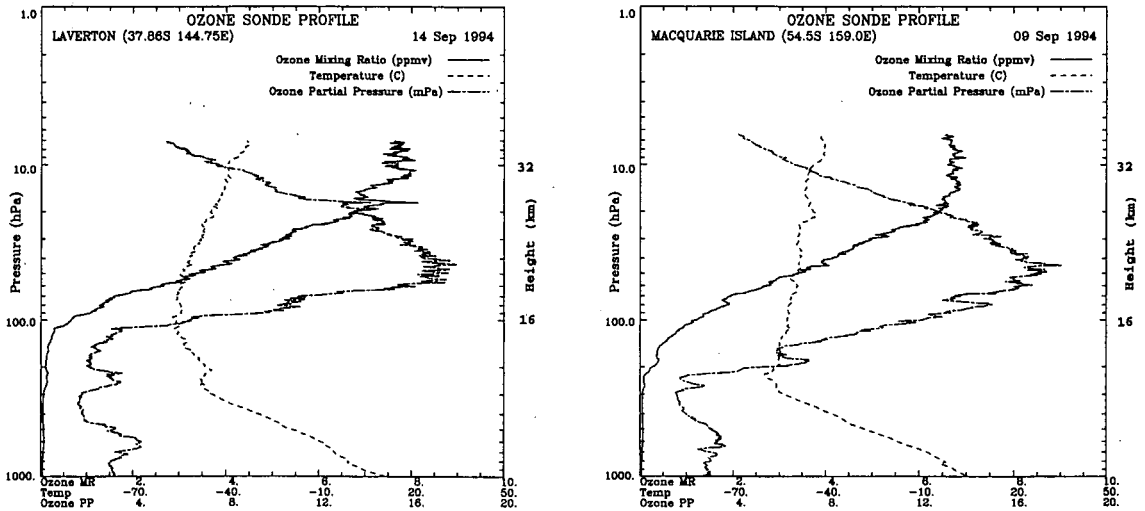 OZONE SONDE PROFILE
LAVERTON (37.86S 144.75E) 14 Sep 1994
Ozone Mixing Ratio (ppmv)
Temperature (C)
Ozone Partial Pressure (mPa)
1.0
10.0
100.0
1000.
Pressure (hPa)
32
16
Height (km)
Ozone MR 2. 4. 6. 8. 10
Temp -70. -40. -10. 20. 50.
Ozone PP 4. 8. 12. 16. 20.
OZONE SONDE PROFILE
MACQUARIE ISLAND (54.5S 159.0E) 09 Sep 1994
Ozone Mixing Ratio (ppmv)
Temperature (C)
Ozone Partial Pressure (mPa)
1.0
10.0
100.0
1000.
Pressure (hPa)
32
16
Height (km)
Ozone MR 2. 4. 6. 8. 10
Temp -70. -40. -10. 20. 50.
Ozone PP 4. 8. 12. 16. 20.